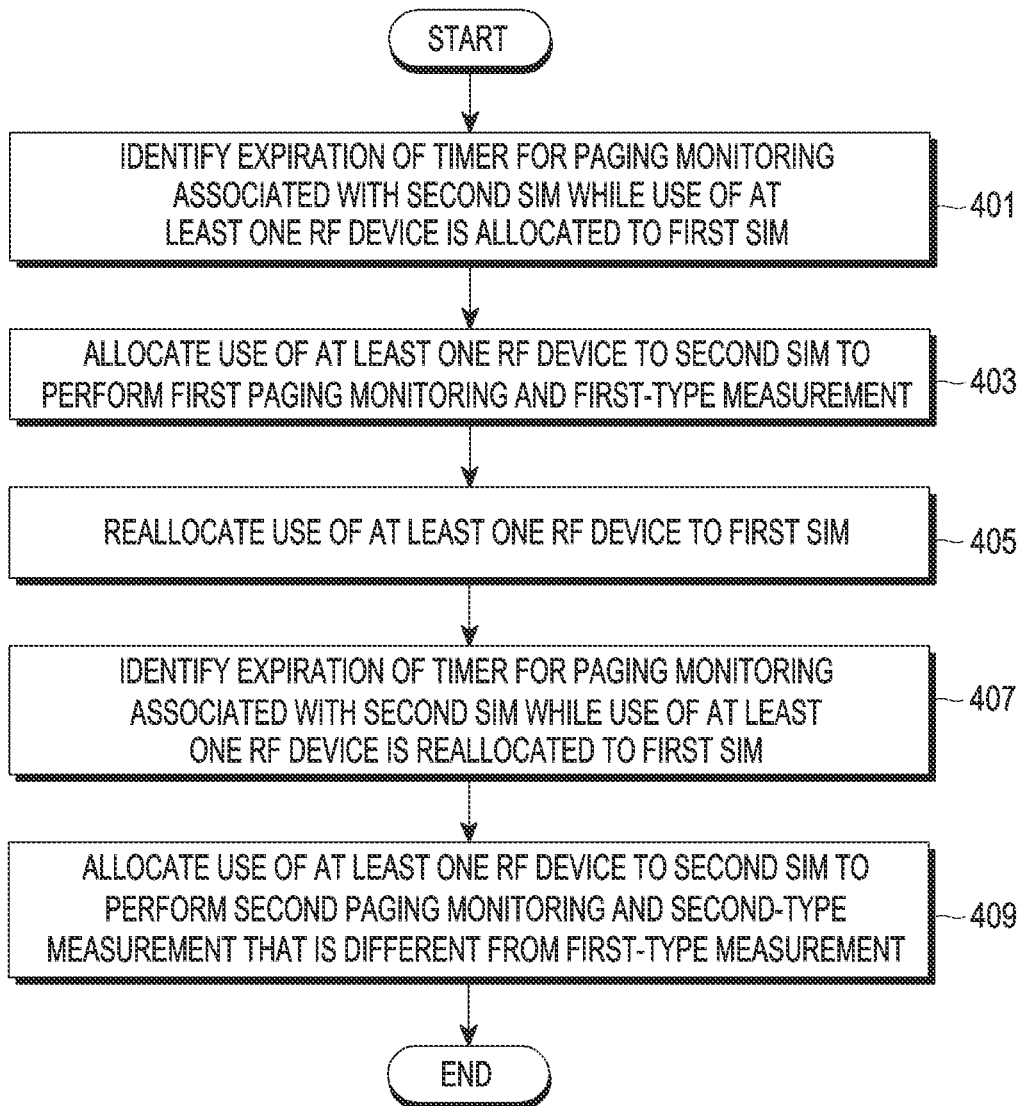 START
IDENTIFY EXPIRATION OF TIMER FOR PAGING MONITORING
ASSOCIATED WITH SECOND SIM WHILE USE OF AT
LEAST ONE RF DEVICE IS ALLOCATED TO FIRST SIM
401
ALLOCATE USE OF AT LEAST ONE RF DEVICE TO SECOND SIM TO
PERFORM FIRST PAGING MONITORING AND FIRST-TYPE MEASUREMENT
403
REALLOCATE USE OF AT LEAST ONE RF DEVICE TO FIRST SIM
405
IDENTIFY EXPIRATION OF TIMER FOR PAGING MONITORING
ASSOCIATED WITH SECOND SIM WHILE USE OF AT LEAST
ONE RF DEVICE IS REALLOCATED TO FIRST SIM
407
ALLOCATE USE OF AT LEAST ONE RF DEVICE TO SECOND SIM TO
PERFORM SECOND PAGING MONITORING AND SECOND-TYPE
MEASUREMENT THAT IS DIFFERENT FROM FIRST-TYPE MEASUREMENT
409
END